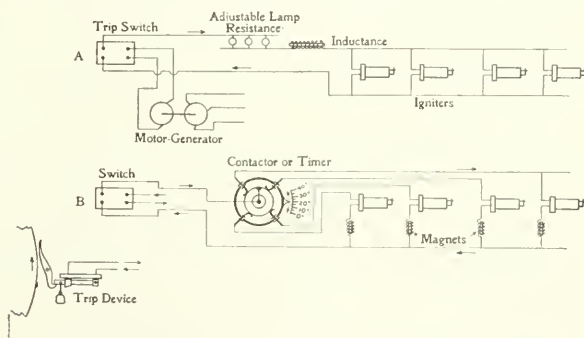 Adjustable Lamp
Resistance
Trip Switch
Inductance
A
Igniters
Motor-Generator
Switch
Contactor or Timer
B
Magnets
Trip Device